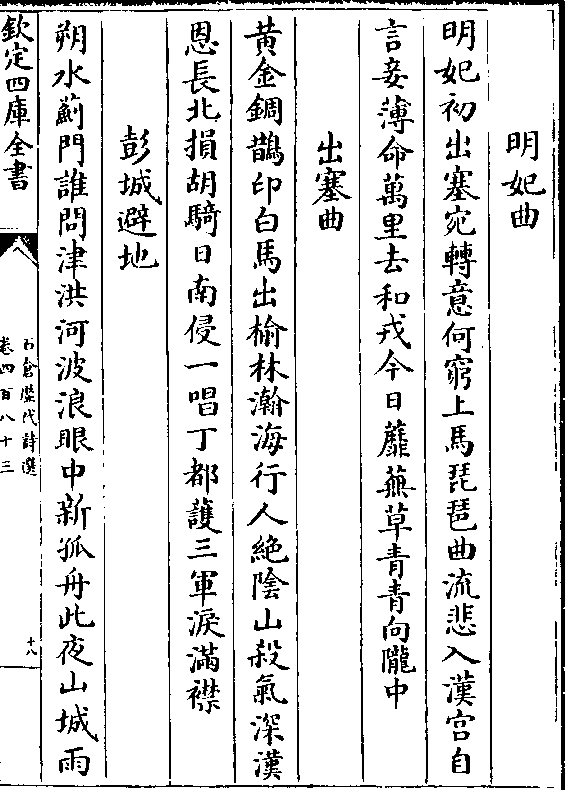 明妃曲
明妃初出塞宛轉意何窮上馬琵琶曲流悲入漢宮自
言妾薄命萬里去和戎今日蘼蕪草青青向隴中
出塞曲
黃金錮鵲印白馬出榆林瀚海行人絕陰山殺氣深漢
恩長北損胡騎日南侵一唱丁都護三軍淚滿襟
彭城避地
朔水薊門誰問津洪河波浪眼中新孤舟此夜山城雨
欽定四庫全書
石倉歷代詩選
卷四百八十三
十八